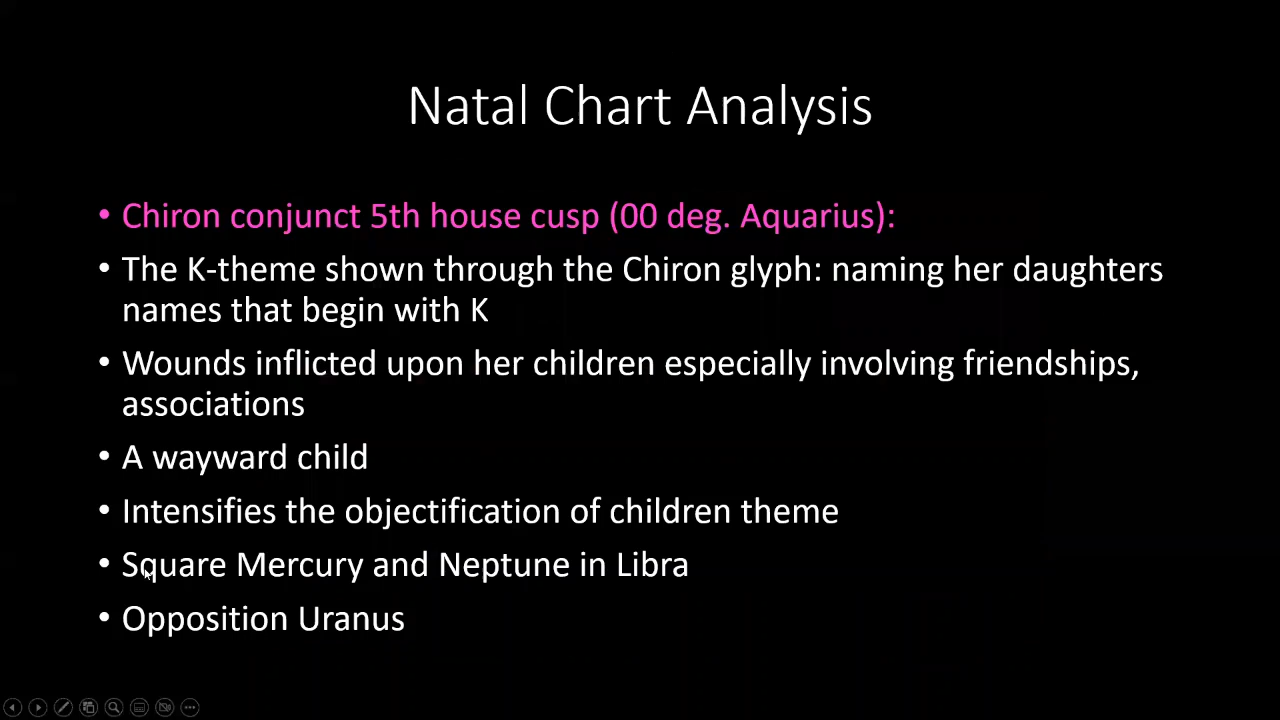 Natal Chart Analysis
• Chiron conjunct 5th house cusp (00 deg. Aquarius):
• The K-theme shown through the Chiron glyph: naming her daughters
names that begin with K
• Wounds inflicted upon her children especially involving friendships,
associations
• A wayward child
• Intensifies the objectification of children theme
• Square Mercury and Neptune in Libra
• Opposition Uranus